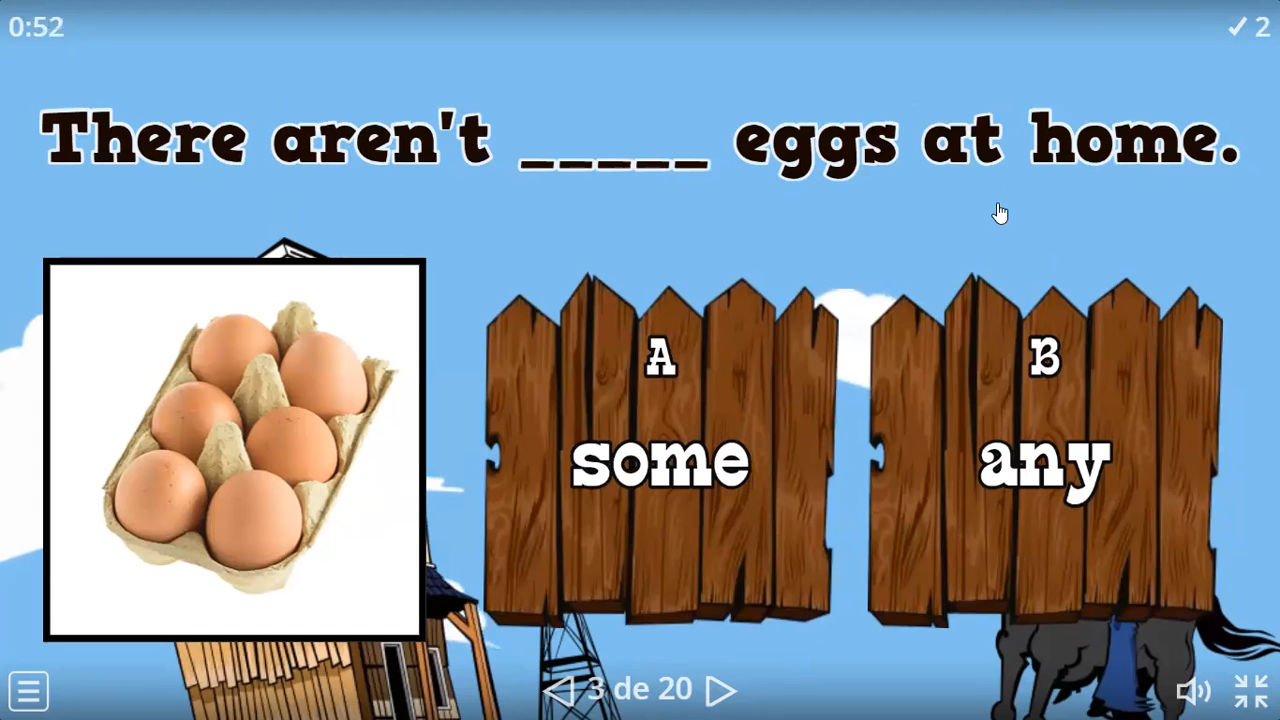 0:52
✓ 2
There aren't _____ eggs at home.
A
some
B
any
3 de 20